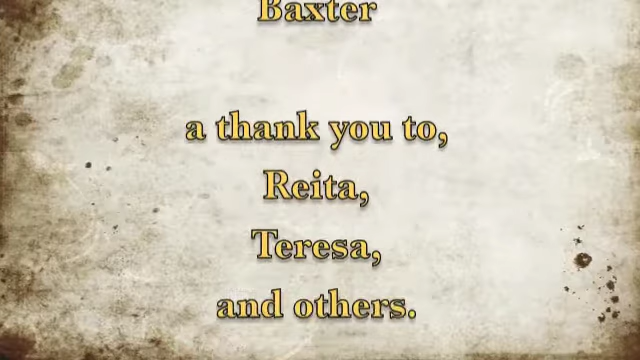 Baxter
a thank you to,
Reita,
Teresa,
and others.